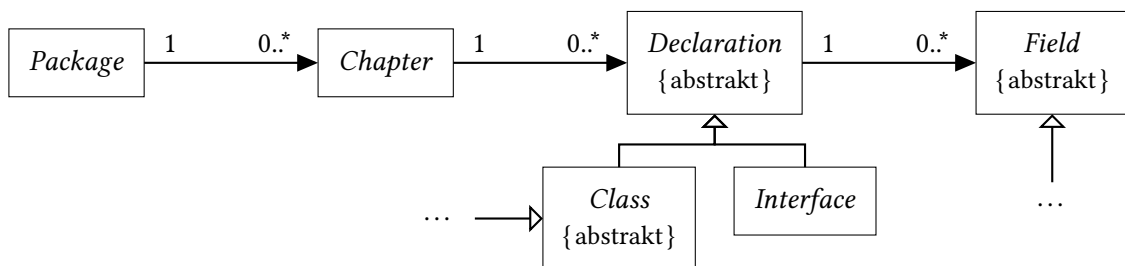 Package
1
0..*
Chapter
1
0..*
Declaration
{abstrakt}
1
0..*
Field
{abstrakt}
...
Class
{abstrakt}
Interface
...